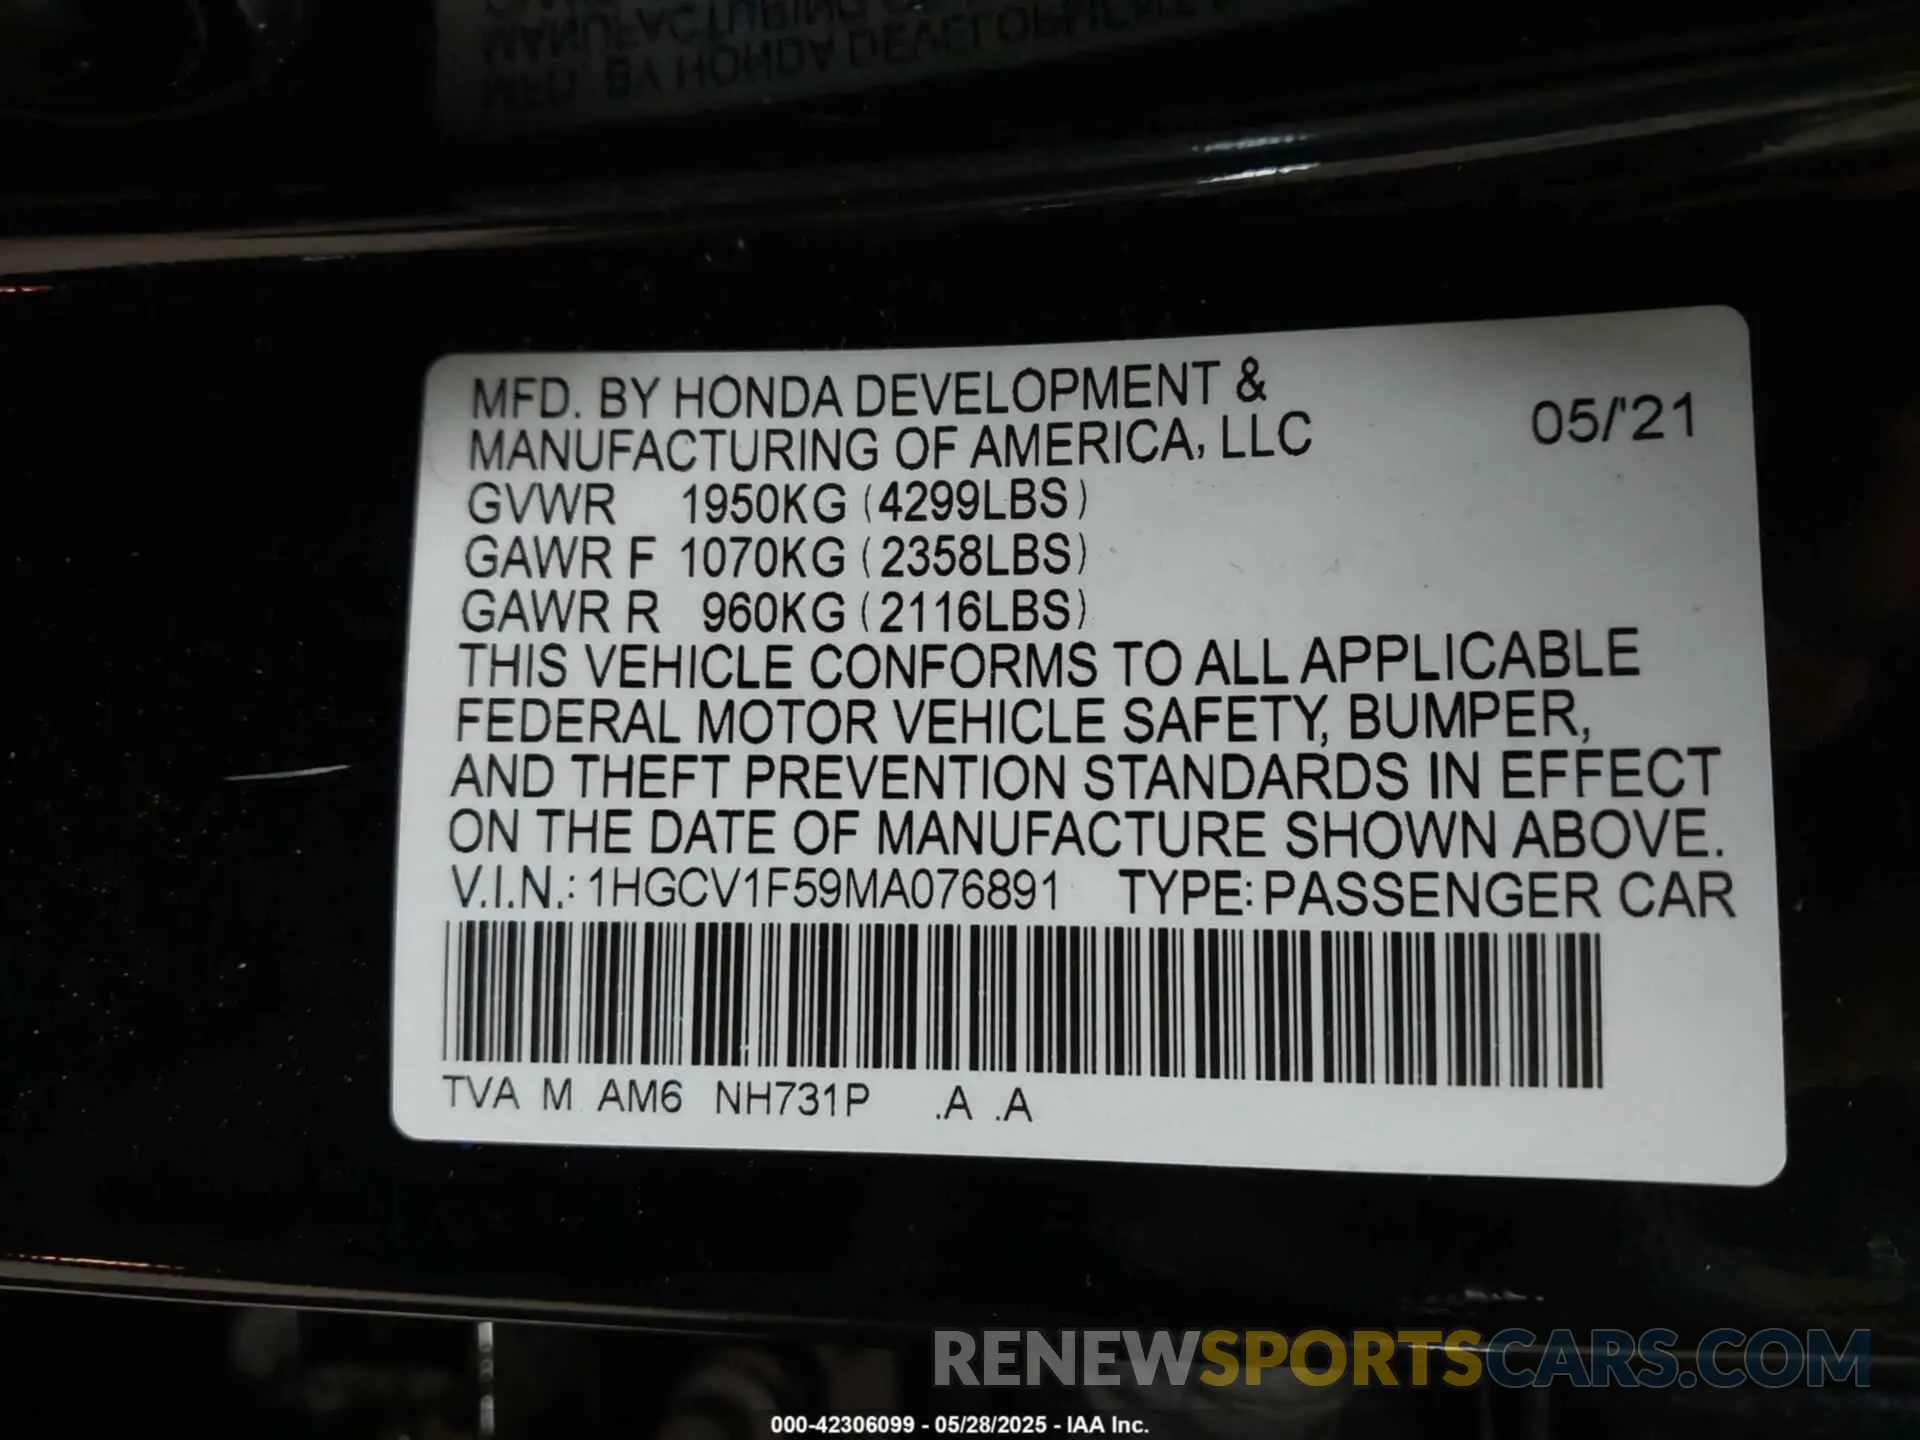 MFD. BY HONDA DEVELOPMENT &
MANUFACTURING OF AMERICA, LLC 05/'21
GVWR 1950KG (4299LBS)
GAWR F 1070KG (2358LBS)
GAWR R 960KG (2116LBS)
THIS VEHICLE CONFORMS TO ALL APPLICABLE
FEDERAL MOTOR VEHICLE SAFETY, BUMPER,
AND THEFT PREVENTION STANDARDS IN EFFECT
ON THE DATE OF MANUFACTURE SHOWN ABOVE.
V.I.N.: 1HGCV1F59MA076891 TYPE: PASSENGER CAR
TVA M AM6 NH731P .A .A
RENEWSPORTSCARS.COM
000-42306099 - 05/28/2025 - IAA Inc.